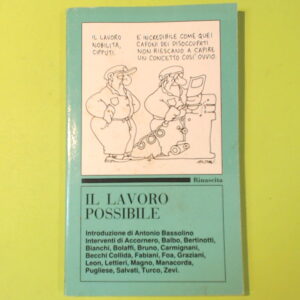 IL LAVORO
NOBILITA,
CIPPUTI.
E INCREDIBILE COME QUEI
CAFONI DEI DISOCCUPATI
NON RIESCANO A CAPIRE
UN CONCETTO COSI' OVVIO
Rinascita
IL LAVORO
POSSIBILE
Introduzione di Antonio Bassolino
Interventi di Accornero, Balbo, Bertinotti,
Bianchi, Bolaffi, Bruno, Carmignani,
Becchi Collidà, Fabiani, Foa, Graziani,
Leon, Lettieri, Magno, Manacorda,
Pugliese, Salvati, Turco, Zevi.